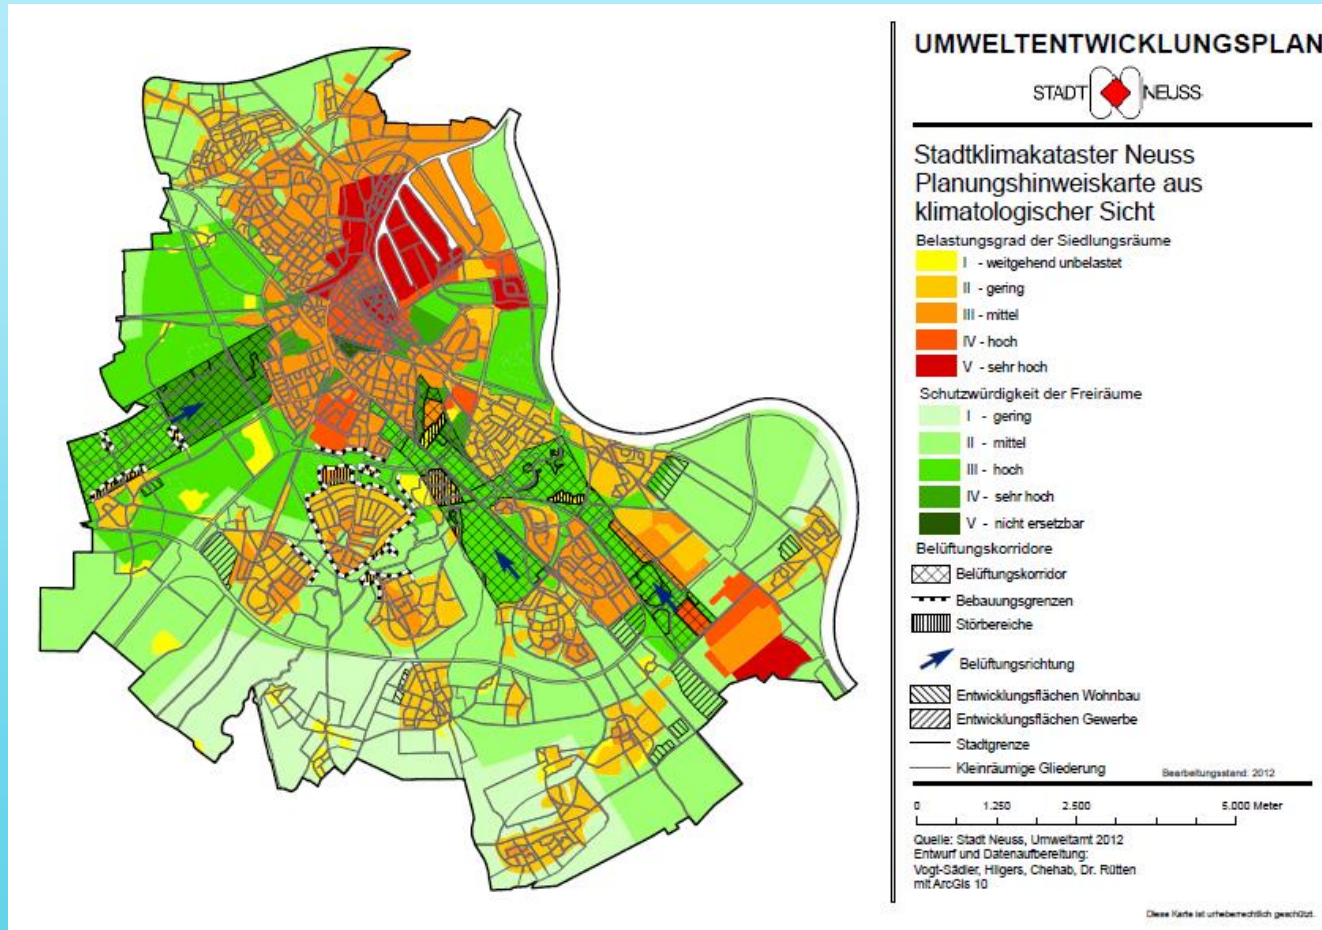 UMWELTENTWICKLUNGSPLAN
STADT NEUSS
Stadtklimakataster Neuss
Planungshinweiskarte aus
klimatologischer Sicht
Belastungsgrad der Siedlungsräume
I - weitgehend unbelastet
II - gering
III - mittel
IV - hoch
V - sehr hoch
Schutzwürdigkeit der Freiräume
I - gering
II - mittel
III - hoch
IV - sehr hoch
V - nicht ersetzbar
Belüftungskorridore
Belüftungskorridor
Bebauungsgrenzen
Störbereiche
Belüftungsrichtung
Entwicklungsflächen Wohnbau
Entwicklungsflächen Gewerbe
Stadtgrenze
Kleinräumige Gliederung
Bearbeitungsstand: 2012
0 1.250 2.500 5.000 Meter
Quelle: Stadt Neuss, Umweltamt 2012
Entwurf und Datenaufbereitung:
Vogt-Sädler, Hilgers, Chehab, Dr. Rütten
mit ArcGis 10
Diese Karte ist urheberrechtlich geschützt.